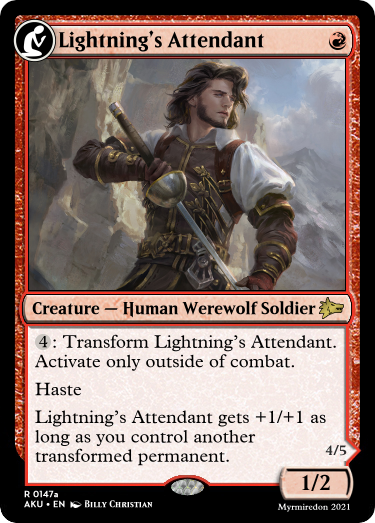 Lightning's Attendant
Creature — Human Werewolf Soldier
4: Transform Lightning's Attendant.
Activate only outside of combat.
Haste
Lightning's Attendant gets +1/+1 as
long as you control another
transformed permanent.
4/5
1/2
R 0147a
AKU • EN Billy Christian
Myrmiredon 2021